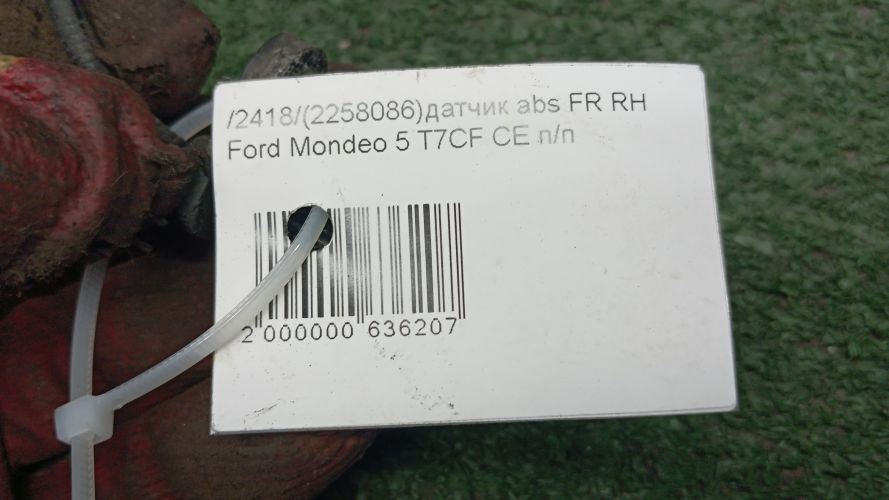 /2418/(2258086)датчик abs FR RH
Ford Mondeo 5 T7CF CE п/п
2 000000 636207